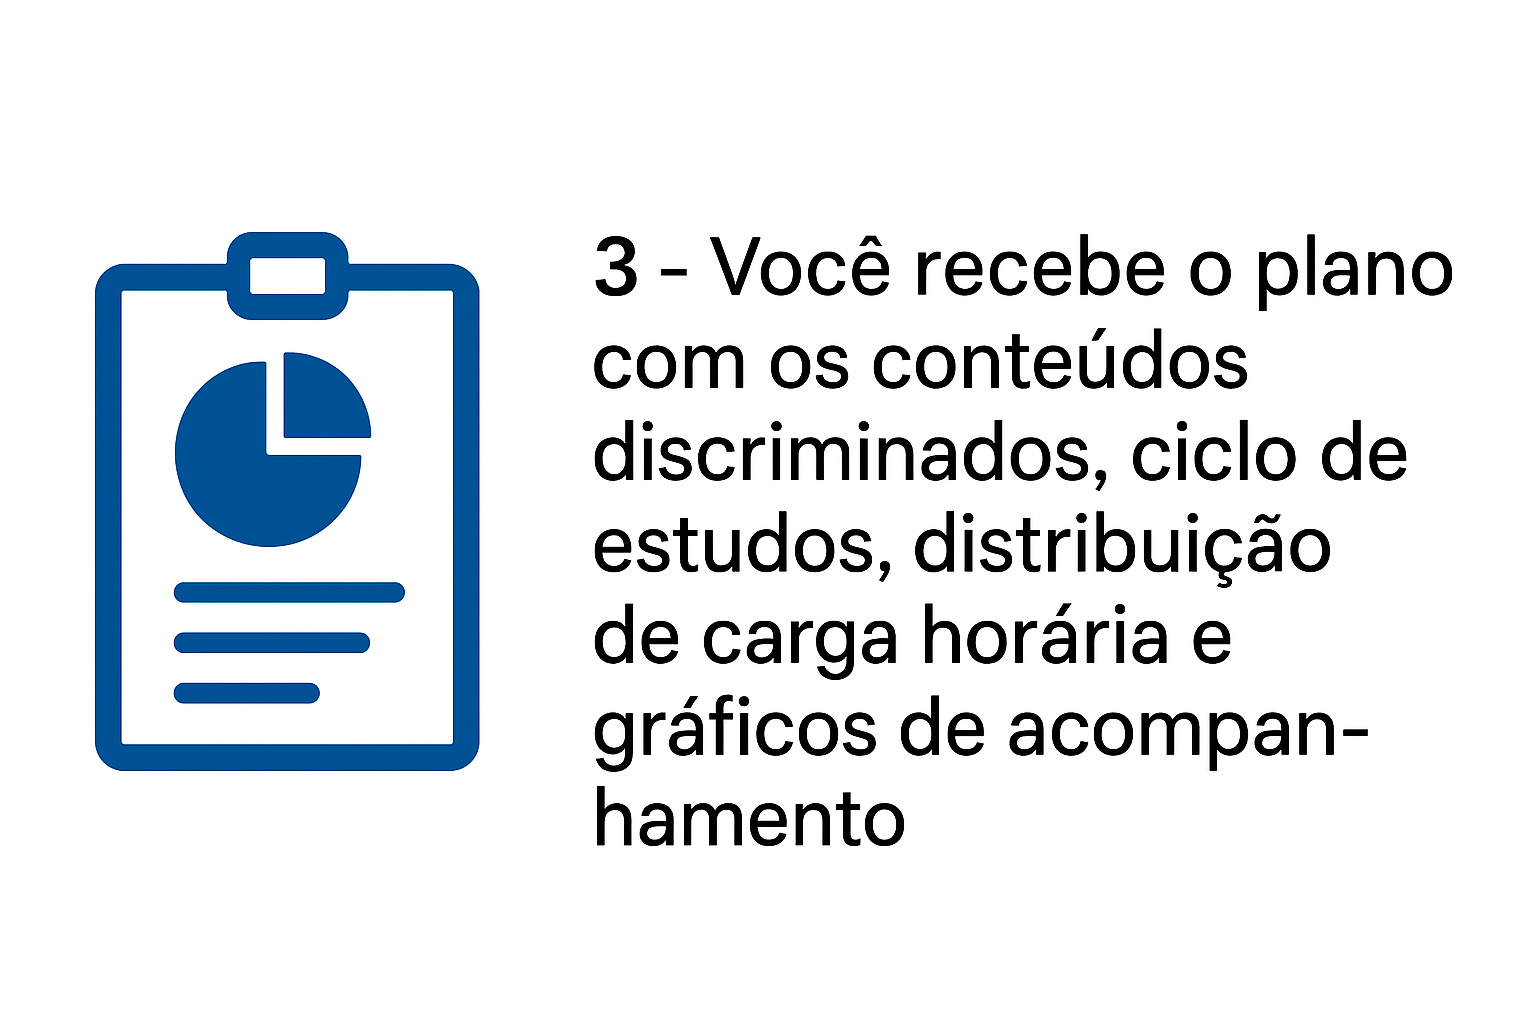 3 - Você recebe o plano
com os conteúdos
discriminados, ciclo de
estudos, distribuição
de carga horária e
gráficos de acompan-
hamento